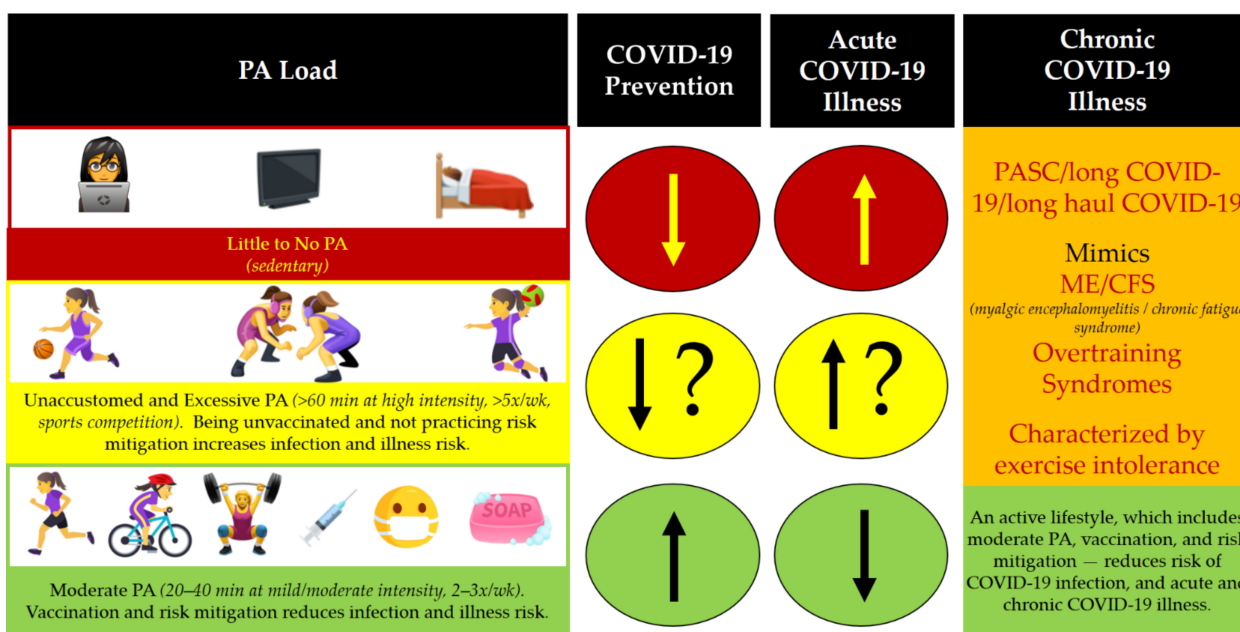 PA Load
COVID-19
Prevention
Acute
COVID-19
Illness
Chronic
COVID-19
Illness
Little to No PA
(sedentary)
Unaccustomed and Excessive PA (>60 min at high intensity, >5x/wk,
sports competition). Being unvaccinated and not practicing risk
mitigation increases infection and illness risk.
SOAP
Moderate PA (20–40 min at mild/moderate intensity, 2–3x/wk).
Vaccination and risk mitigation reduces infection and illness risk.
?
?
PASC/long COVID-
19/long haul COVID-19
Mimics
ME/CFS
(myalgic encephalomyelitis / chronic fatigu
syndrome)
Overtraining
Syndromes
Characterized by
exercise intolerance
An active lifestyle, which includes
moderate PA, vaccination, and risk
mitigation — reduces risk of
COVID-19 infection, and acute and
chronic COVID-19 illness.